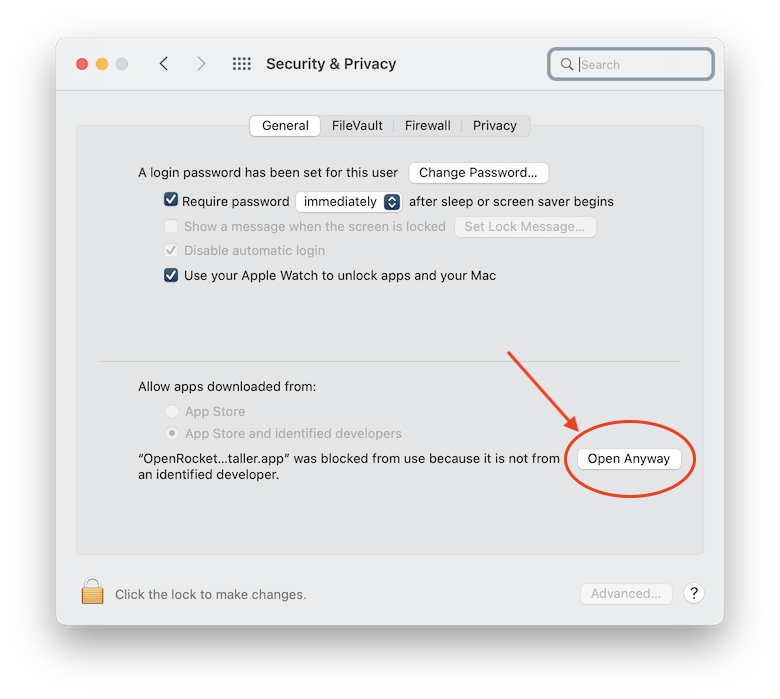 Security & Privacy
Search
General FileVault Firewall Privacy
A login password has been set for this user Change Password...
Require password immediately after sleep or screen saver begins
Show a message when the screen is locked Set Lock Message...
Disable automatic login
Use your Apple Watch to unlock apps and your Mac
Allow apps downloaded from:
App Store
App Store and identified developers
“OpenRocket...taller.app” was blocked from use because it is not from Open Anyway
an identified developer.
Click the lock to make changes. Advanced... ?